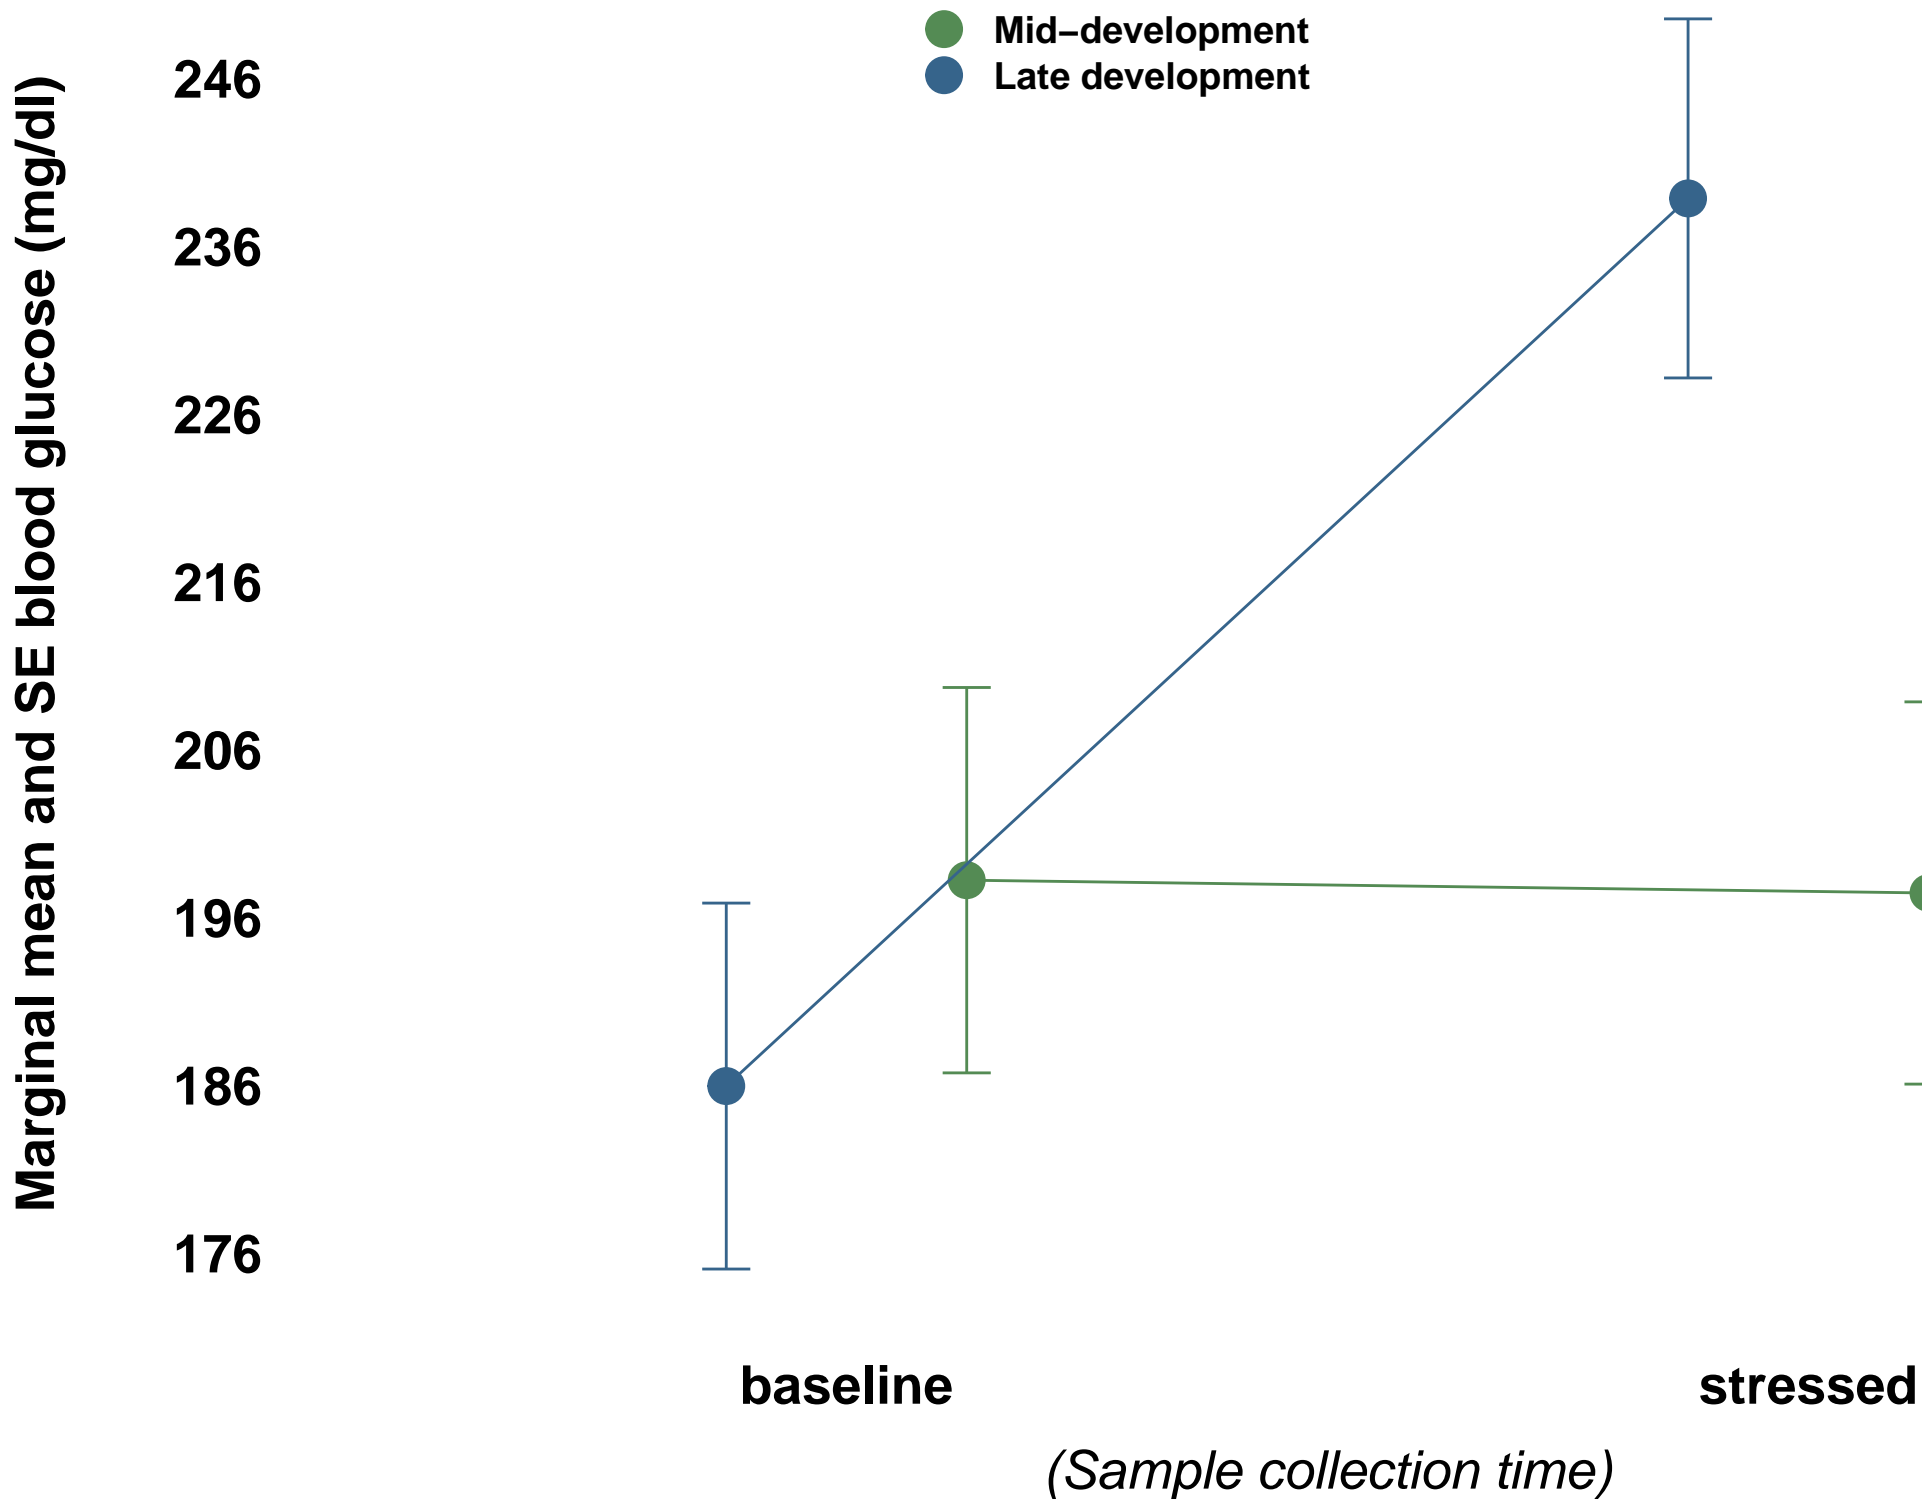 Mid−development
Late development
Marginal mean and SE blood glucose (mg/dl)
246
236
226
216
206
196
186
176
baseline
stressed
(Sample collection time)